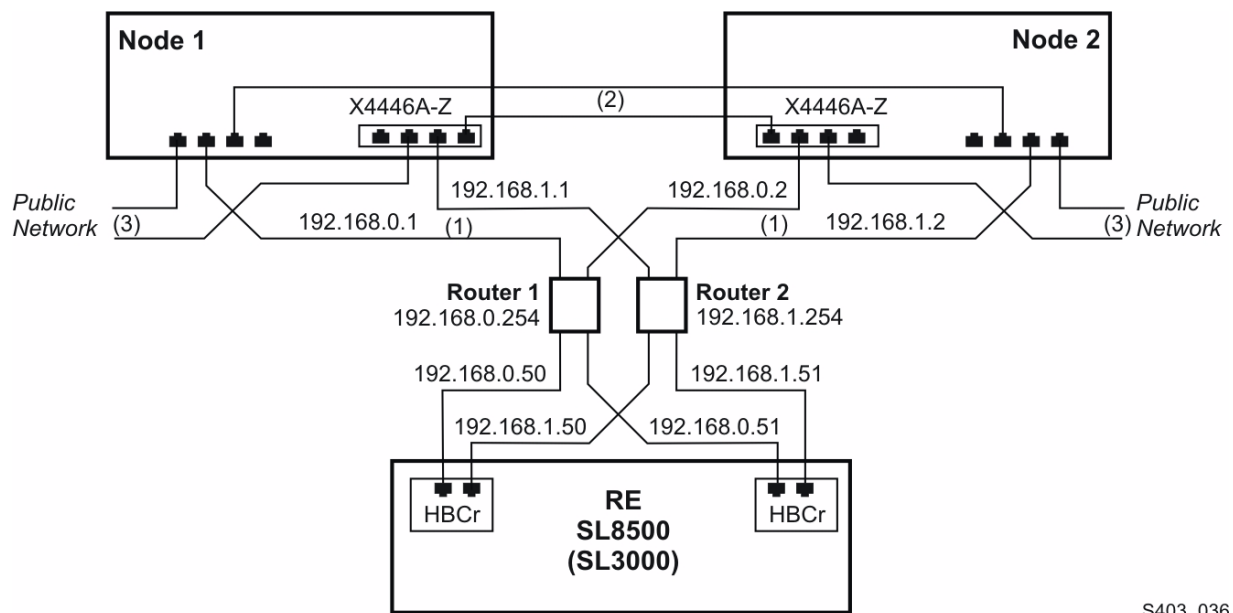 Node 1
Node 2
X4446A-Z
(2)
X4446A-Z
Public
Network
(3)
192.168.1.1
192.168.0.1
(1)
192.168.0.2
(1)
192.168.1.2
(3)
Public
Network
Router 1
192.168.0.254
Router 2
192.168.1.254
192.168.0.50
192.168.1.51
192.168.1.50
192.168.0.51
HBCr
RE
SL8500
(SL3000)
HBCr
S403_036